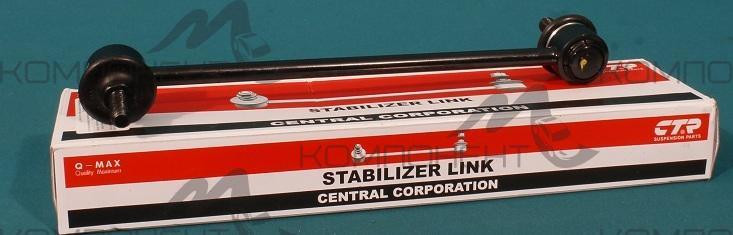 КОМПОНЕНТ
STABILIZER LINK
CENTRAL CORPORATION
CTR
SUSPENSION PARTS
Q-MAX
Quality Maximum
КОМПОНЕНТ
STABILIZER LINK
CENTRAL CORPORATION